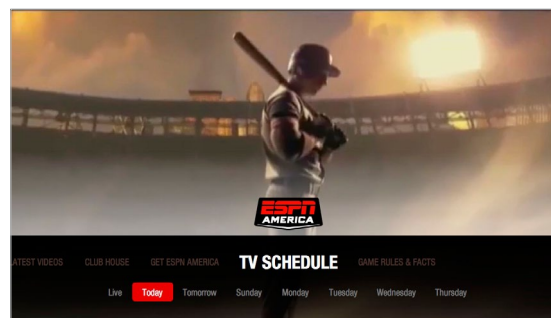 ESPN
AMERICA
ATEST VIDEOS CLUB HOUSE GET ESPN AMERICA TV SCHEDULE GAME RULES & FACTS
Live Today Tomorrow Sunday Monday Tuesday Wednesday Thursday